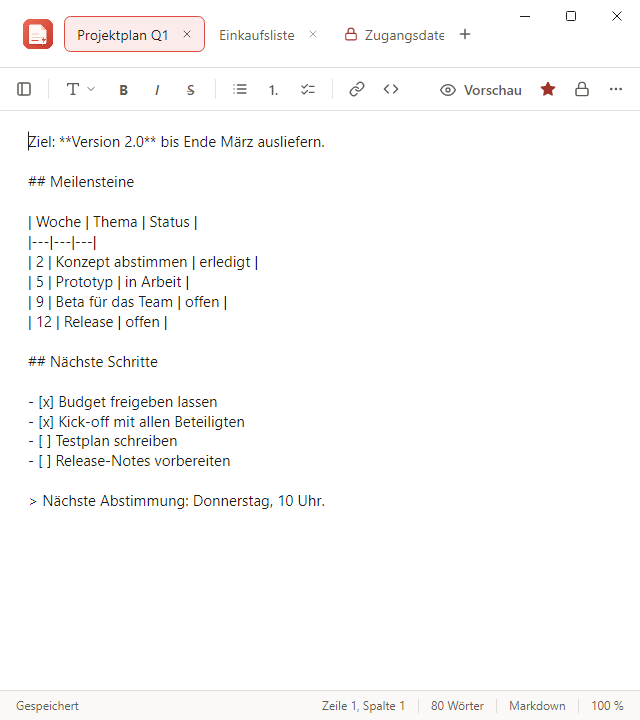 Projektplan Q1
Einkaufsliste
Zugangsdate
T B I S 1. Vorschau
Ziel: **Version 2.0** bis Ende März ausliefern.
## Meilensteine
| Woche | Thema | Status |
|---|---|---|
| 2 | Konzept abstimmen | erledigt |
| 5 | Prototyp | in Arbeit |
| 9 | Beta für das Team | offen |
| 12 | Release | offen |
## Nächste Schritte
- [x] Budget freigeben lassen
- [x] Kick-off mit allen Beteiligten
- [ ] Testplan schreiben
- [ ] Release-Notes vorbereiten
> Nächste Abstimmung: Donnerstag, 10 Uhr.
Gespeichert
Zeile 1, Spalte 1
80 Wörter
Markdown
100 %